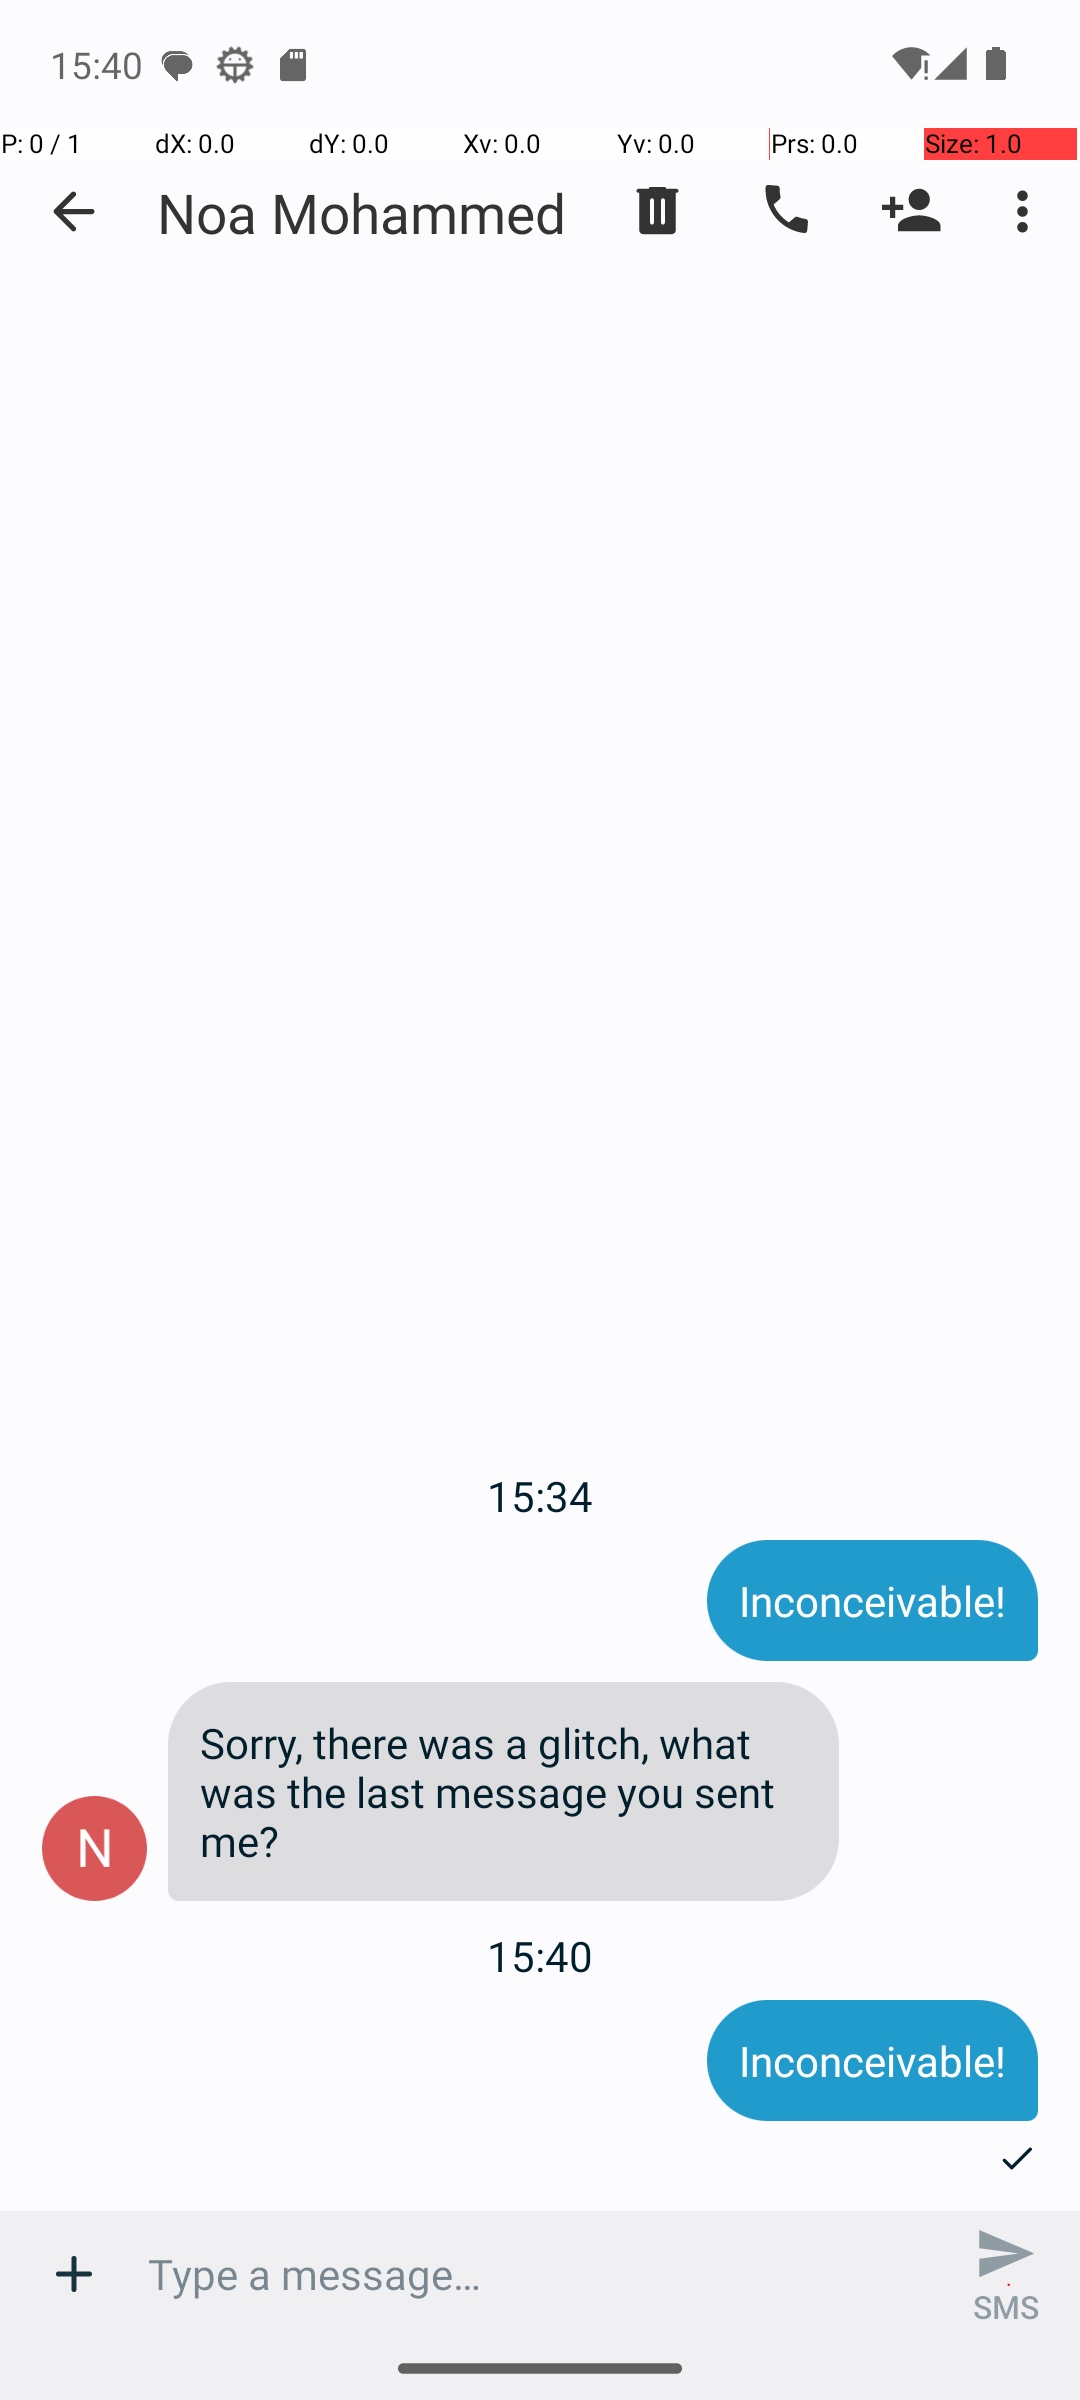 15:40
P: 0 / 1 dX: 0.0 dY: 0.0 Xv: 0.0 Yv: 0.0 Prs: 0.0 Size: 1.0
Noa Mohammed
15:34
Inconceivable!
Sorry, there was a glitch, what
was the last message you sent
me?
N
15:40
Inconceivable!
Type a message...
SMS